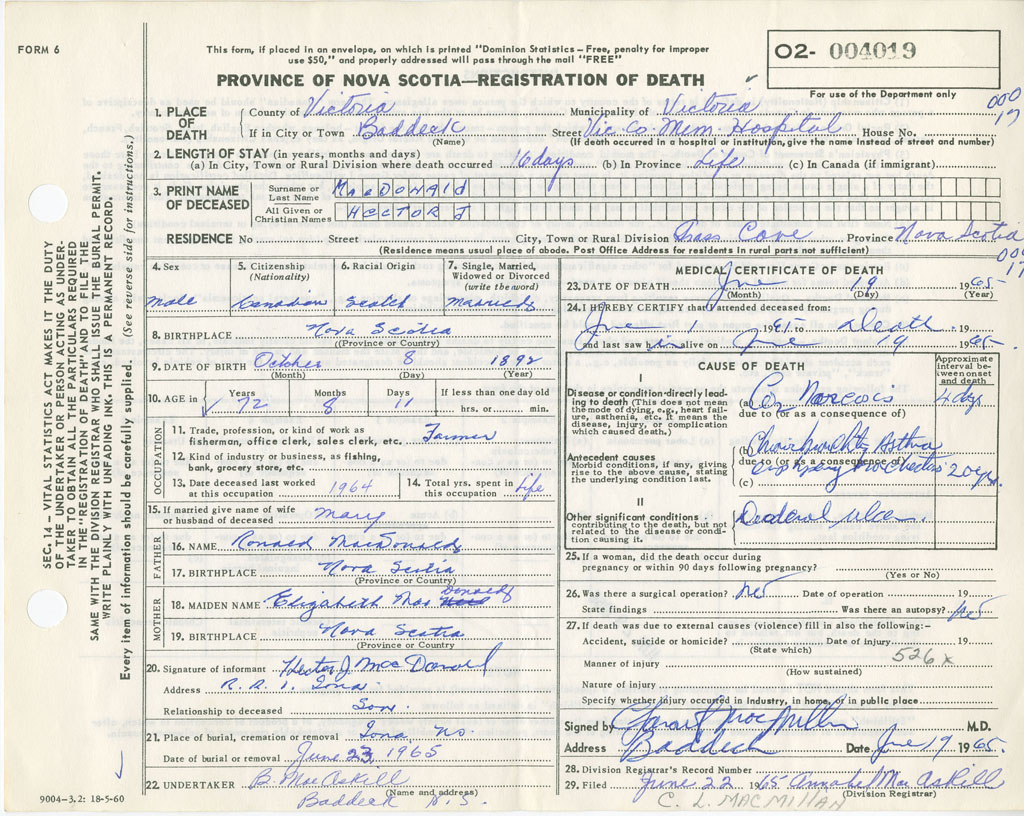 FORM 6
This form, if placed in an envelope, on which is printed "Dominion Statistics – Free, penalty for improper
use $50," and properly addressed will pass through the mail "FREE"
O2- 004019
PROVINCE OF NOVA SCOTIA—REGISTRATION OF DEATH
For use of the Department only
1. PLACE OF DEATH County of Victoria Municipality of Victoria 000 17
If in City or Town Baddeck (Name) Street Vic. Co. Mem. Hospital House No.
(If death occurred in a hospital or institution, give the name instead of street and number)
2. LENGTH OF STAY (in years, months and days)
(a) In City, Town or Rural Division where death occurred 16 days (b) In Province Life (c) In Canada (if immigrant)
3. PRINT NAME OF DECEASED
Surname or Last Name MacDONALD
All Given or Christian Names HECTOR J
RESIDENCE No Street City, Town or Rural Division Grass Cove Province Nova Scotia
(Residence means usual place of abode. Post Office Address for residents in rural parts not sufficient)
000 17
4. Sex Male
5. Citizenship (Nationality) Canadian
6. Racial Origin Scotch
7. Single, Married, Widowed or Divorced (write the word) Married
8. BIRTHPLACE Nova Scotia
(Province or Country)
9. DATE OF BIRTH October 8 1892
(Month) (Day) (Year)
10. AGE in Years 72 Months 8 Days 11 If less than one day old hrs. or min.
OCCUPATION
11. Trade, profession, or kind of work as
fisherman, office clerk, sales clerk, etc. Farmer
12. Kind of industry or business, as fishing,
bank, grocery store, etc.
13. Date deceased last worked at this occupation 1964
14. Total yrs. spent in this occupation Life
15. If married give name of wife
or husband of deceased Mary
FATHER
16. NAME Ronald MacDonald
17. BIRTHPLACE Nova Scotia
(Province or Country)
MOTHER
18. MAIDEN NAME Elizabeth Mac Donald
19. BIRTHPLACE Nova Scotia
(Province or Country)
20. Signature of informant Hector J. MacDonald
Address R. R. 1. Iona
Relationship to deceased Son.
21. Place of burial, cremation or removal Iona NS.
Date of burial or removal June 23, 1965
22. UNDERTAKER B. MacAskill
(Name and address)
Baddeck N.S.
9004-3.2: 18-5-60
MEDICAL CERTIFICATE OF DEATH
23. DATE OF DEATH June 19 1965
(Month) (Day)
24. I HEREBY CERTIFY that I attended deceased from:
June 1 19 to Death 19
and last saw him alive on June 19 1965
CAUSE OF DEATH
Approximate interval between onset and death
I
Disease or condition directly leading to death (This does not mean the mode of dying, e.g., heart failure, asthenia, etc. It means the disease, injury, or complication which caused death.)
(a) CO2 Narcosis 4 dys
due to (or as a consequence of)
Antecedent causes
Morbid conditions, if any, giving rise to the above cause, stating the underlying condition last.
(b) Asthma
due to (or as a consequence of)
(c) 20 yrs.
II
Other significant conditions
contributing to the death, but not related to the disease or condition causing it.
Duodenal ulcer.
25. If a woman, did the death occur during
pregnancy or within 90 days following pregnancy?
(Yes or No)
26. Was there a surgical operation? No Date of operation 19
State findings Was there an autopsy? No
27. If death was due to external causes (violence) fill in also the following:–
Accident, suicide or homicide? Date of injury 19
(State which)
526 x
Manner of injury
(How sustained)
Nature of injury
Specify whether injury occurred in Industry, in home, or in public place
Signed by MacMillan M.D.
Address Baddeck Date June 19 1965.
28. Division Registrar's Record Number
29. Filed June 22 1965 Annabel MacAskill
(Division Registrar)
C. L. MACMILLAN
SEC. 14 – VITAL STATISTICS ACT MAKES IT THE DUTY
OF THE UNDERTAKER OR PERSON ACTING AS UNDER-
TAKER TO OBTAIN ALL THE PARTICULARS REQUIRED
IN THE "REGISTRATION OF DEATH" AND TO FILE THE
SAME WITH THE DIVISION REGISTRAR WHO SHALL ISSUE THE BURIAL PERMIT.
WRITE PLAINLY WITH UNFADING INK. THIS IS A PERMANENT RECORD.
Every item of information should be carefully supplied. (See reverse side for instructions.)